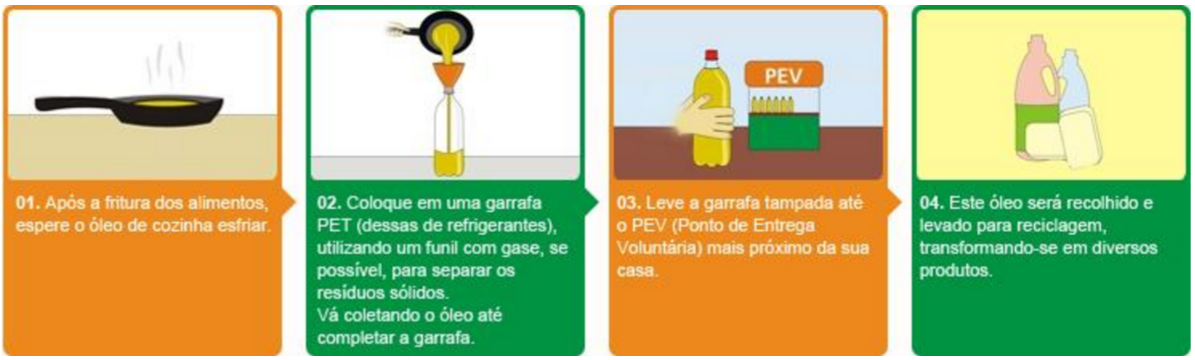 01. Após a fritura dos alimentos,
espere o óleo de cozinha esfriar.
02. Coloque em uma garrafa
PET (dessas de refrigerantes),
utilizando um funil com gase, se
possível, para separar os
resíduos sólidos.
Vá coletando o óleo até
completar a garrafa.
PEV
03. Leve a garrafa tampada até
o PEV (Ponto de Entrega
Voluntária) mais próximo da sua
casa.
04. Este óleo será recolhido e
levado para reciclagem,
transformando-se em diversos
produtos.